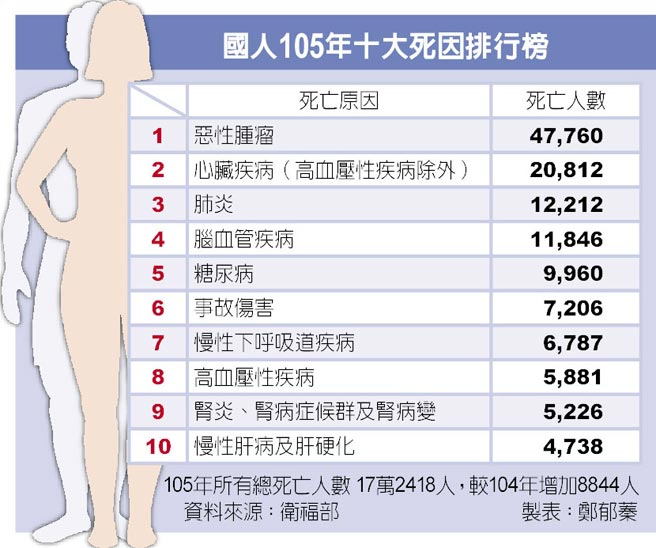 國人105年十大死因排行榜
死亡原因 死亡人數
1 惡性腫瘤 47,760
2 心臟疾病（高血壓性疾病除外） 20,812
3 肺炎 12,212
4 腦血管疾病 11,846
5 糖尿病 9,960
6 事故傷害 7,206
7 慢性下呼吸道疾病 6,787
8 高血壓性疾病 5,881
9 腎炎、腎病症候群及腎病變 5,226
10 慢性肝病及肝硬化 4,738
105年所有總死亡人數 17萬2418人，較104年增加8844人
資料來源：衛福部 製表：鄭郁蓁